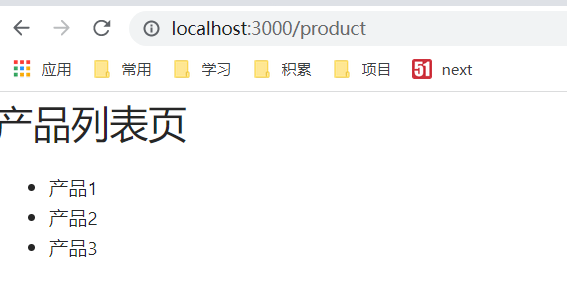 localhost:3000/product
应用 常用 学习 积累 项目 51 next
产品列表页
产品1
产品2
产品3